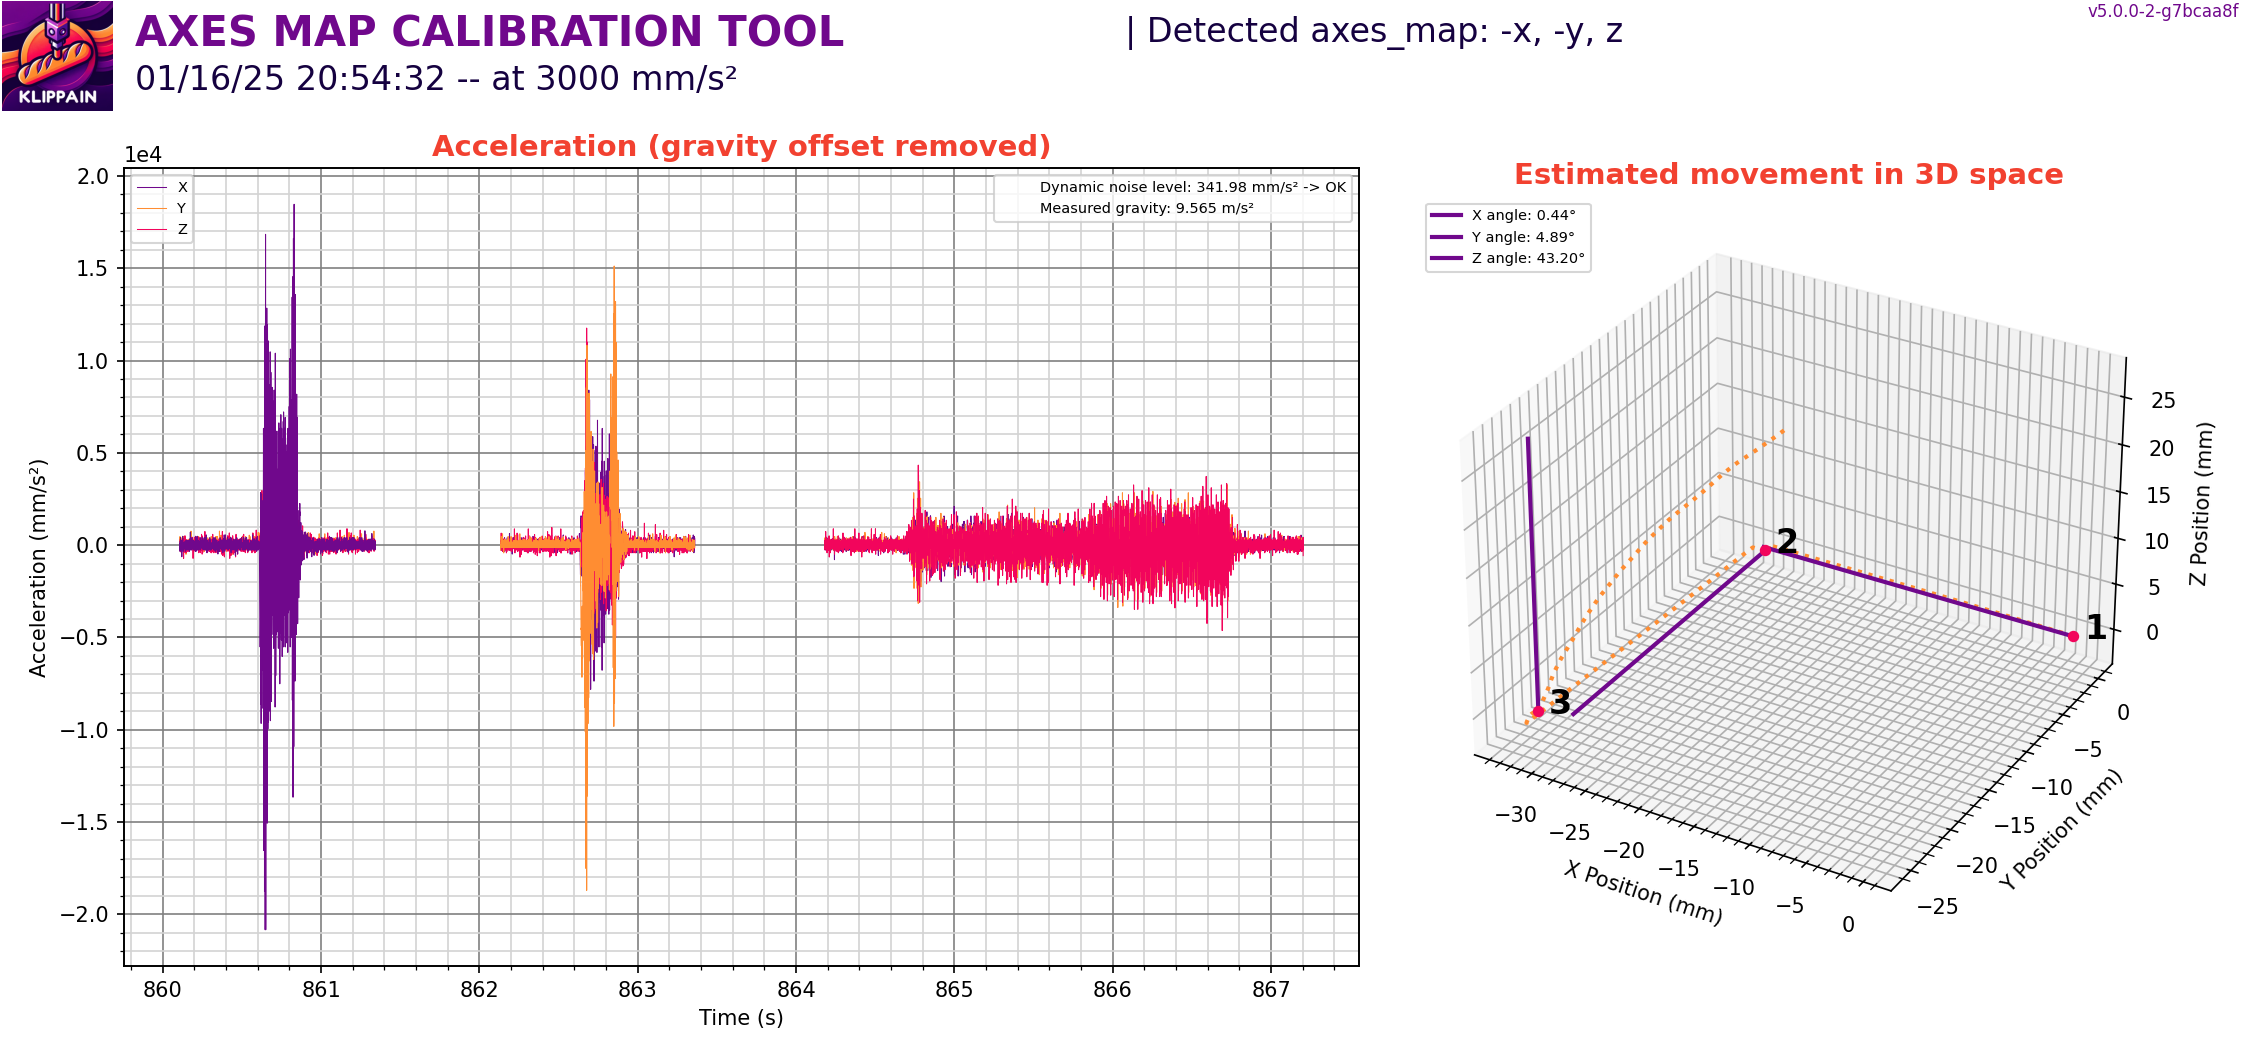 AXES MAP CALIBRATION TOOL
| Detected axes_map: -x, -y, z
v5.0.0-2-g7bcaa8f
01/16/25 20:54:32 -- at 3000 mm/s²
KLIPPAIN
Acceleration (gravity offset removed)
1e4
X
Y
Z
Dynamic noise level: 341.98 mm/s² -> OK
Measured gravity: 9.565 m/s²
2.0
1.5
1.0
0.5
0.0
−0.5
−1.0
−1.5
−2.0
Acceleration (mm/s²)
860 861 862 863 864 865 866 867
Time (s)
Estimated movement in 3D space
X angle: 0.44°
Y angle: 4.89°
Z angle: 43.20°
1
2
3
25
20
15
10
5
0
Z Position (mm)
0
−5
−10
−15
−20
−25
Y Position (mm)
−30
−25
−20
−15
−10
−5
0
X Position (mm)